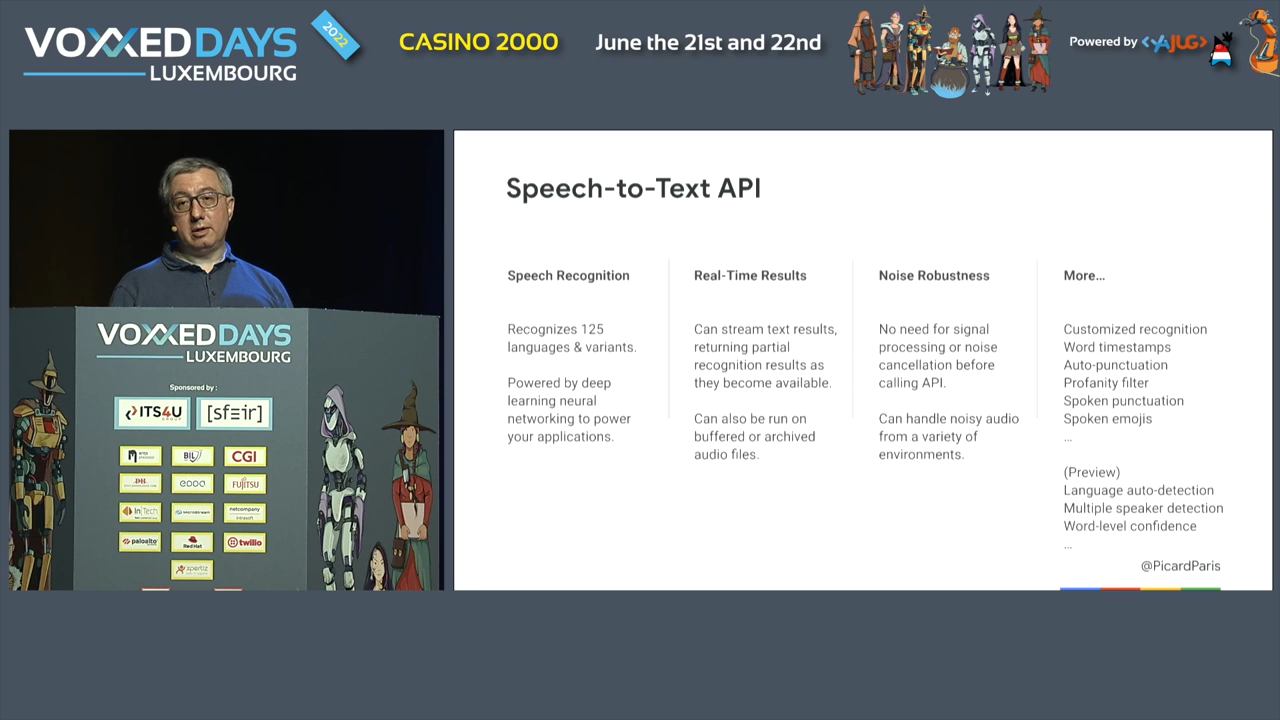 VOXXED DAYS
LUXEMBOURG
2022
CASINO 2000
June the 21st and 22nd
Powered by <YAJUG>
VOXXED DAYS
LUXEMBOURG
Sponsored by :
ITS4U
GROUP
[sfeir]
BIL
CGI
FUJITSU
InTech
netcompany
intrasoft
paloalto
Red Hat
twilio
xpertiz
Speech-to-Text API
Speech Recognition
Recognizes 125
languages & variants.
Powered by deep
learning neural
networking to power
your applications.
Real-Time Results
Can stream text results,
returning partial
recognition results as
they become available.
Can also be run on
buffered or archived
audio files.
Noise Robustness
No need for signal
processing or noise
cancellation before
calling API.
Can handle noisy audio
from a variety of
environments.
More...
Customized recognition
Word timestamps
Auto-punctuation
Profanity filter
Spoken punctuation
Spoken emojis
...
(Preview)
Language auto-detection
Multiple speaker detection
Word-level confidence
...
@PicardParis